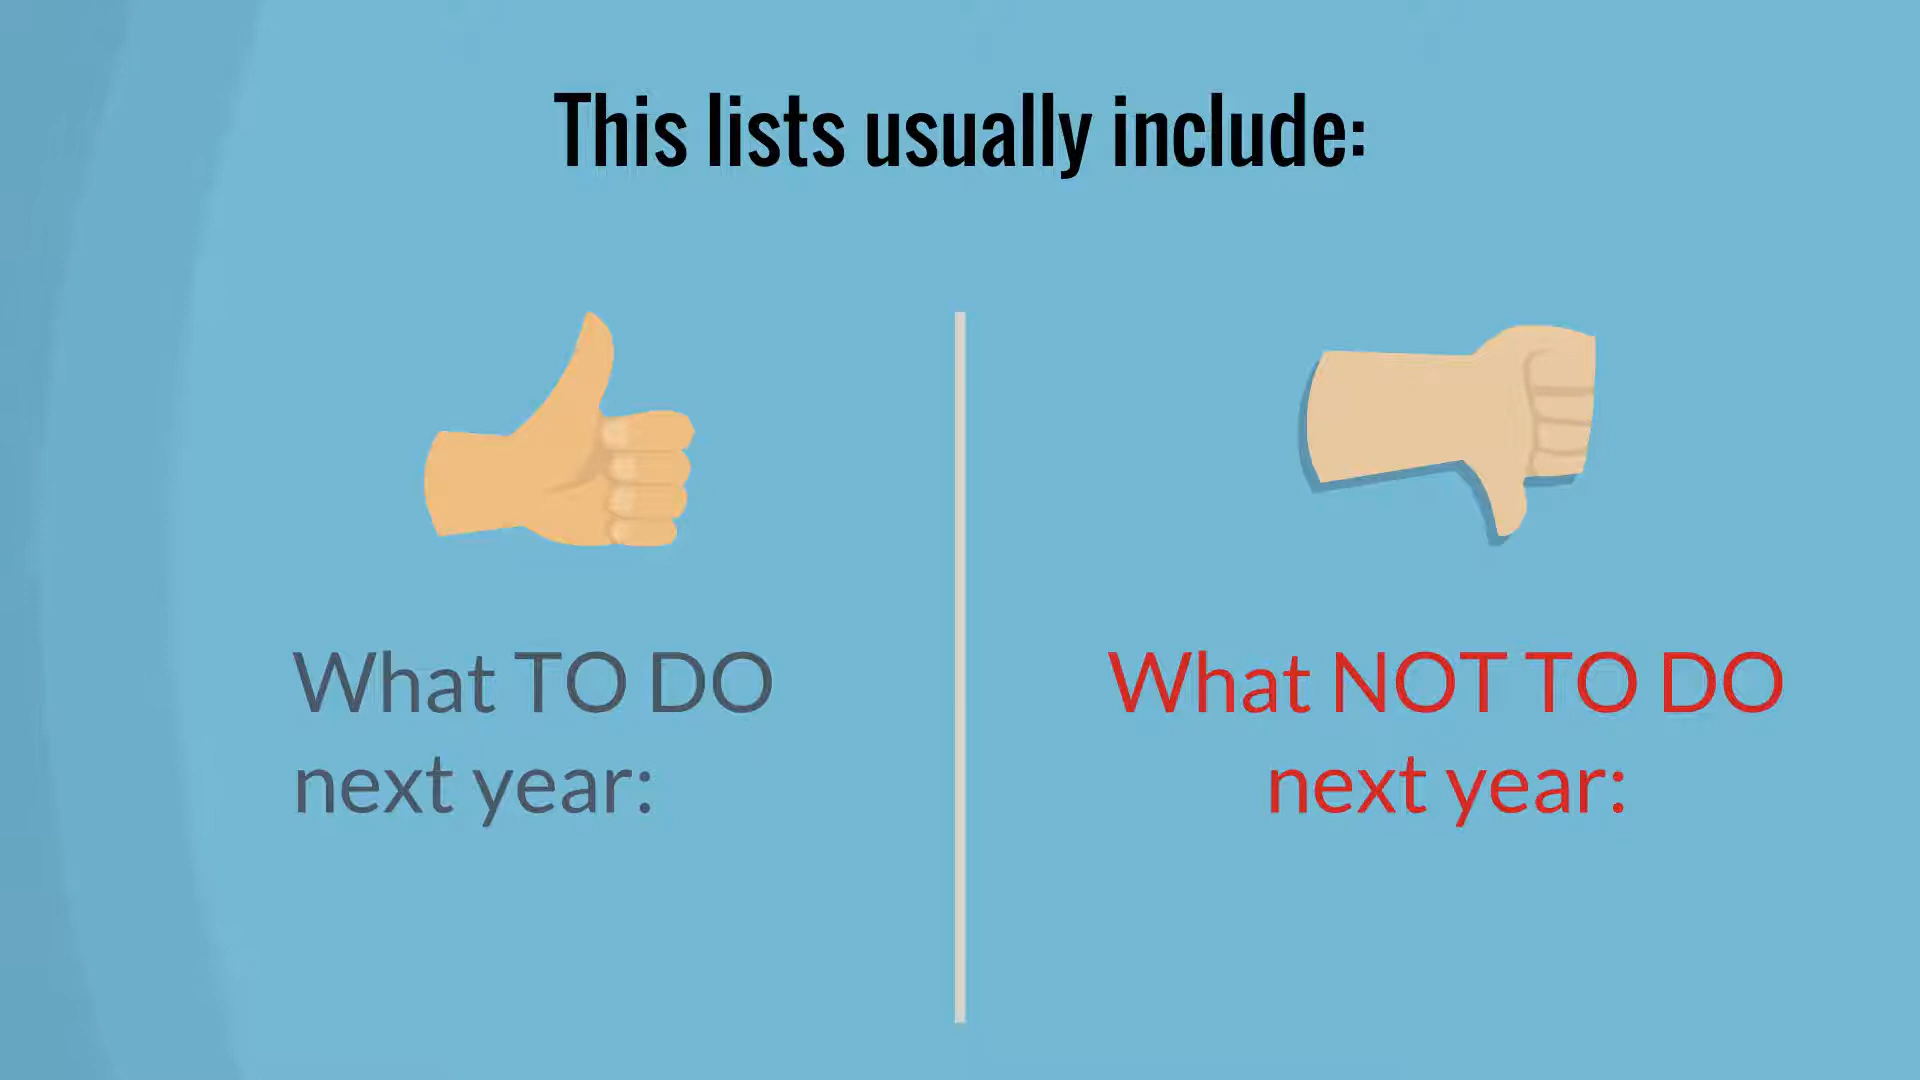 This lists usually include:
What TO DO
next year:
What NOT TO DO
next year: